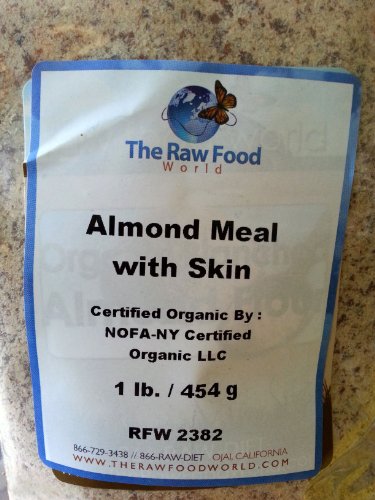 The Raw Food
World
Almond Meal
with Skin
Certified Organic By :
NOFA-NY Certified
Organic LLC
1 lb. / 454 g
RFW 2382
866-729-3438 // 866-RAW-DIET OJAI, CALIFORNIA
WWW.THERAWFOODWORLD.COM